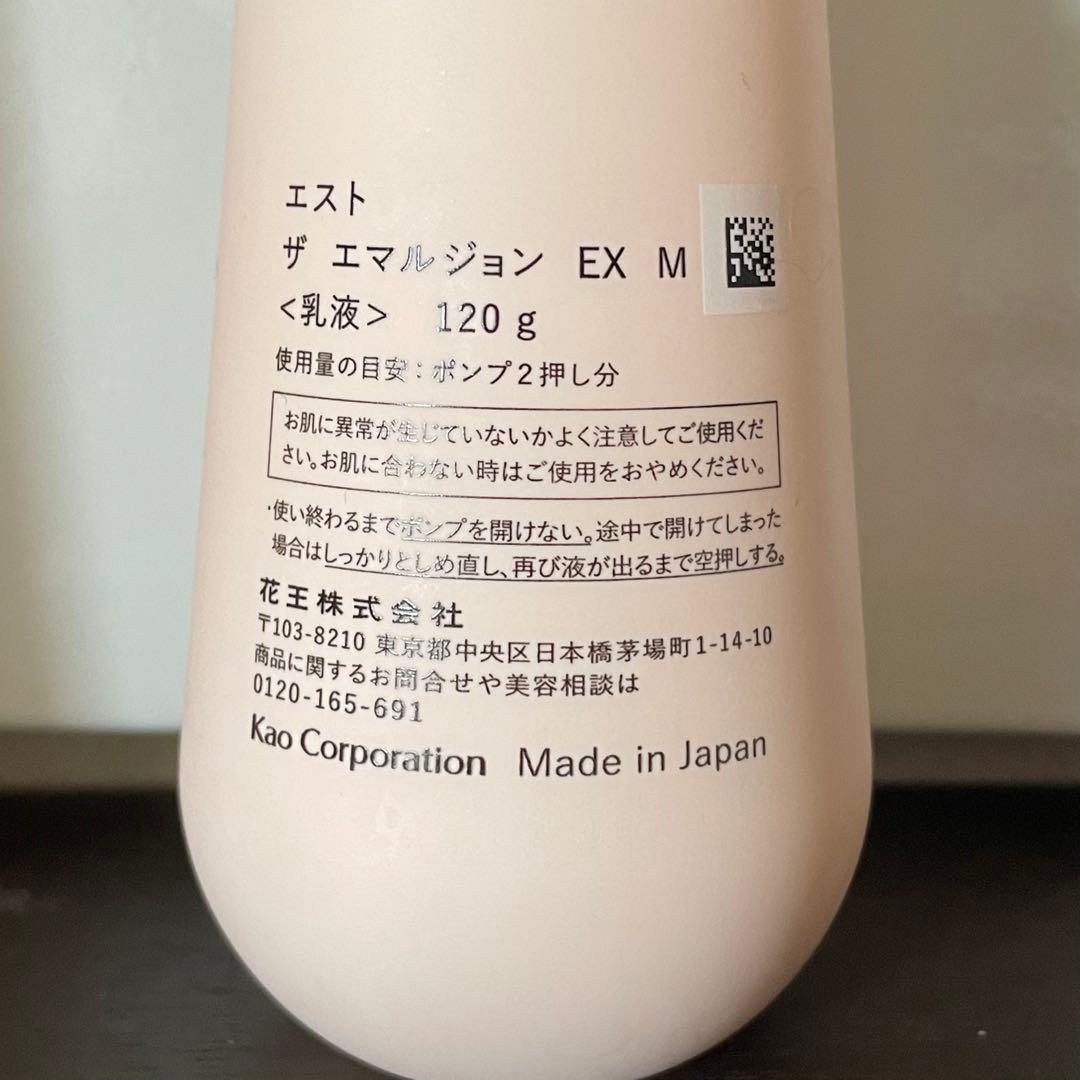 エスト
ザ エマルジョン EX M
<乳液> 120 g
使用量の目安:ポンプ2押し分
お肌に異常が生じていないかよく注意してご使用くだ
さい。お肌に合わない時はご使用をおやめください。
・使い終わるまでポンプを開けない。途中で開けてしまった
場合はしっかりとしめ直し、再び液が出るまで空押しする。
花王株式会社
〒103-8210 東京都中央区日本橋茅場町1-14-10
商品に関するお問合せや美容相談は
0120-165-691
Kao Corporation Made in Japan